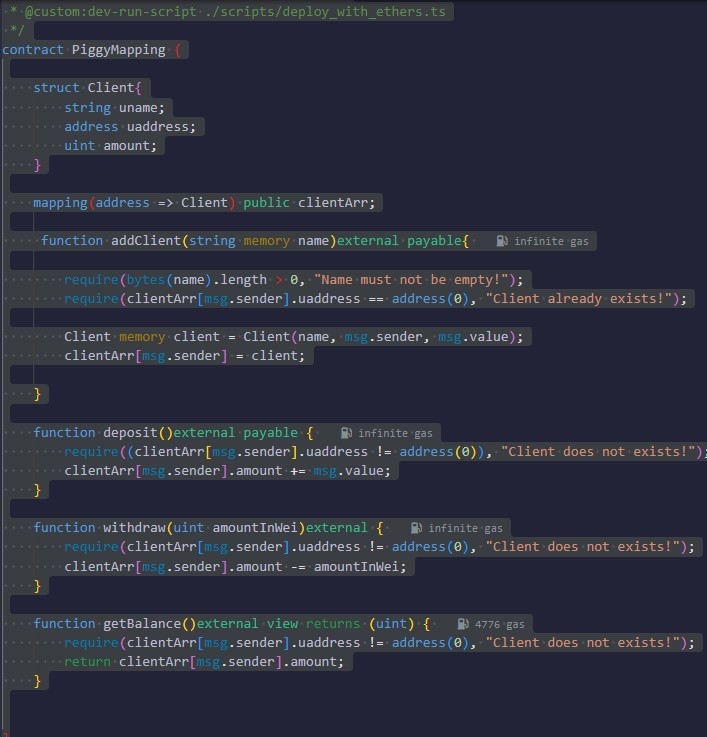 * @custom:dev-run-script ./scripts/deploy_with_ethers.ts
*/
contract PiggyMapping {
struct Client{
string uname;
address uaddress;
uint amount;
}
mapping(address => Client) public clientArr;
function addClient(string memory name)external payable{ infinite gas
require(bytes(name).length > 0, "Name must not be empty!");
require(clientArr[msg.sender].uaddress == address(0), "Client already exists!");
Client memory client = Client(name, msg.sender, msg.value);
clientArr[msg.sender] = client;
}
function deposit()external payable { infinite gas
require((clientArr[msg.sender].uaddress != address(0)), "Client does not exists!");
clientArr[msg.sender].amount += msg.value;
}
function withdraw(uint amountInWei)external { infinite gas
require(clientArr[msg.sender].uaddress != address(0), "Client does not exists!");
clientArr[msg.sender].amount -= amountInWei;
}
function getBalance()external view returns (uint) { 4776 gas
require(clientArr[msg.sender].uaddress != address(0), "Client does not exists!");
return clientArr[msg.sender].amount;
}